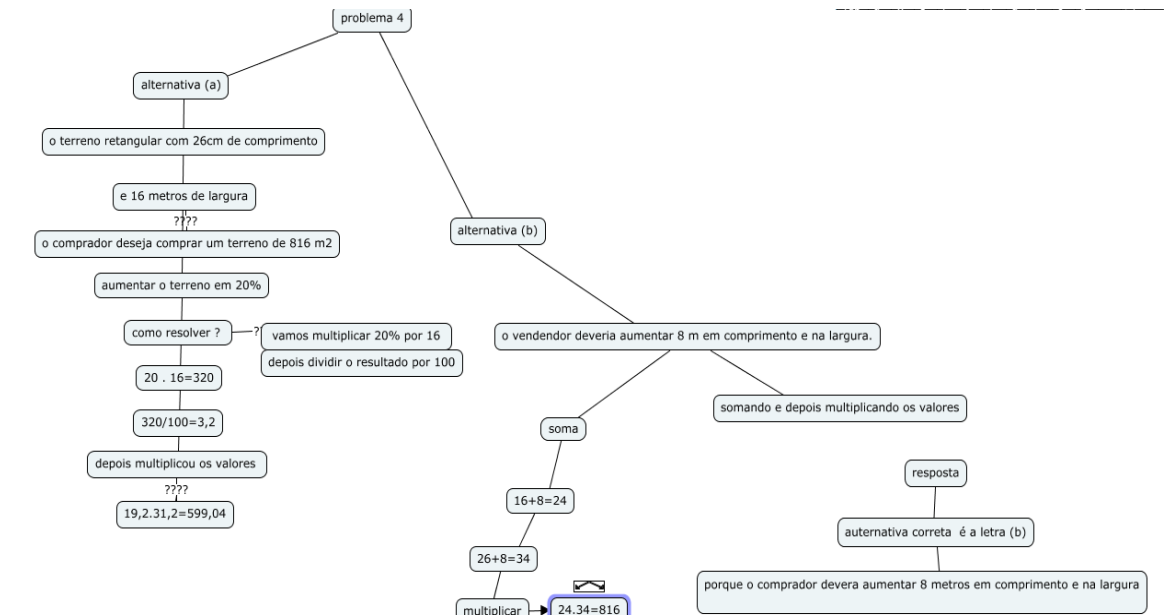 problema 4
alternativa (a)
o terreno retangular com 26cm de comprimento
e 16 metros de largura
????
o comprador deseja comprar um terreno de 816 m2
aumentar o terreno em 20%
como resolver ?
vamos multiplicar 20% por 16
depois dividir o resultado por 100
20 . 16=320
320/100=3,2
depois multiplicou os valores
????
19,2.31,2=599,04
alternativa (b)
o vendendor deveria aumentar 8 m em comprimento e na largura.
somando e depois multiplicando os valores
soma
16+8=24
26+8=34
multiplicar
24.34=816
resposta
auternativa correta é a letra (b)
porque o comprador devera aumentar 8 metros em comprimento e na largura